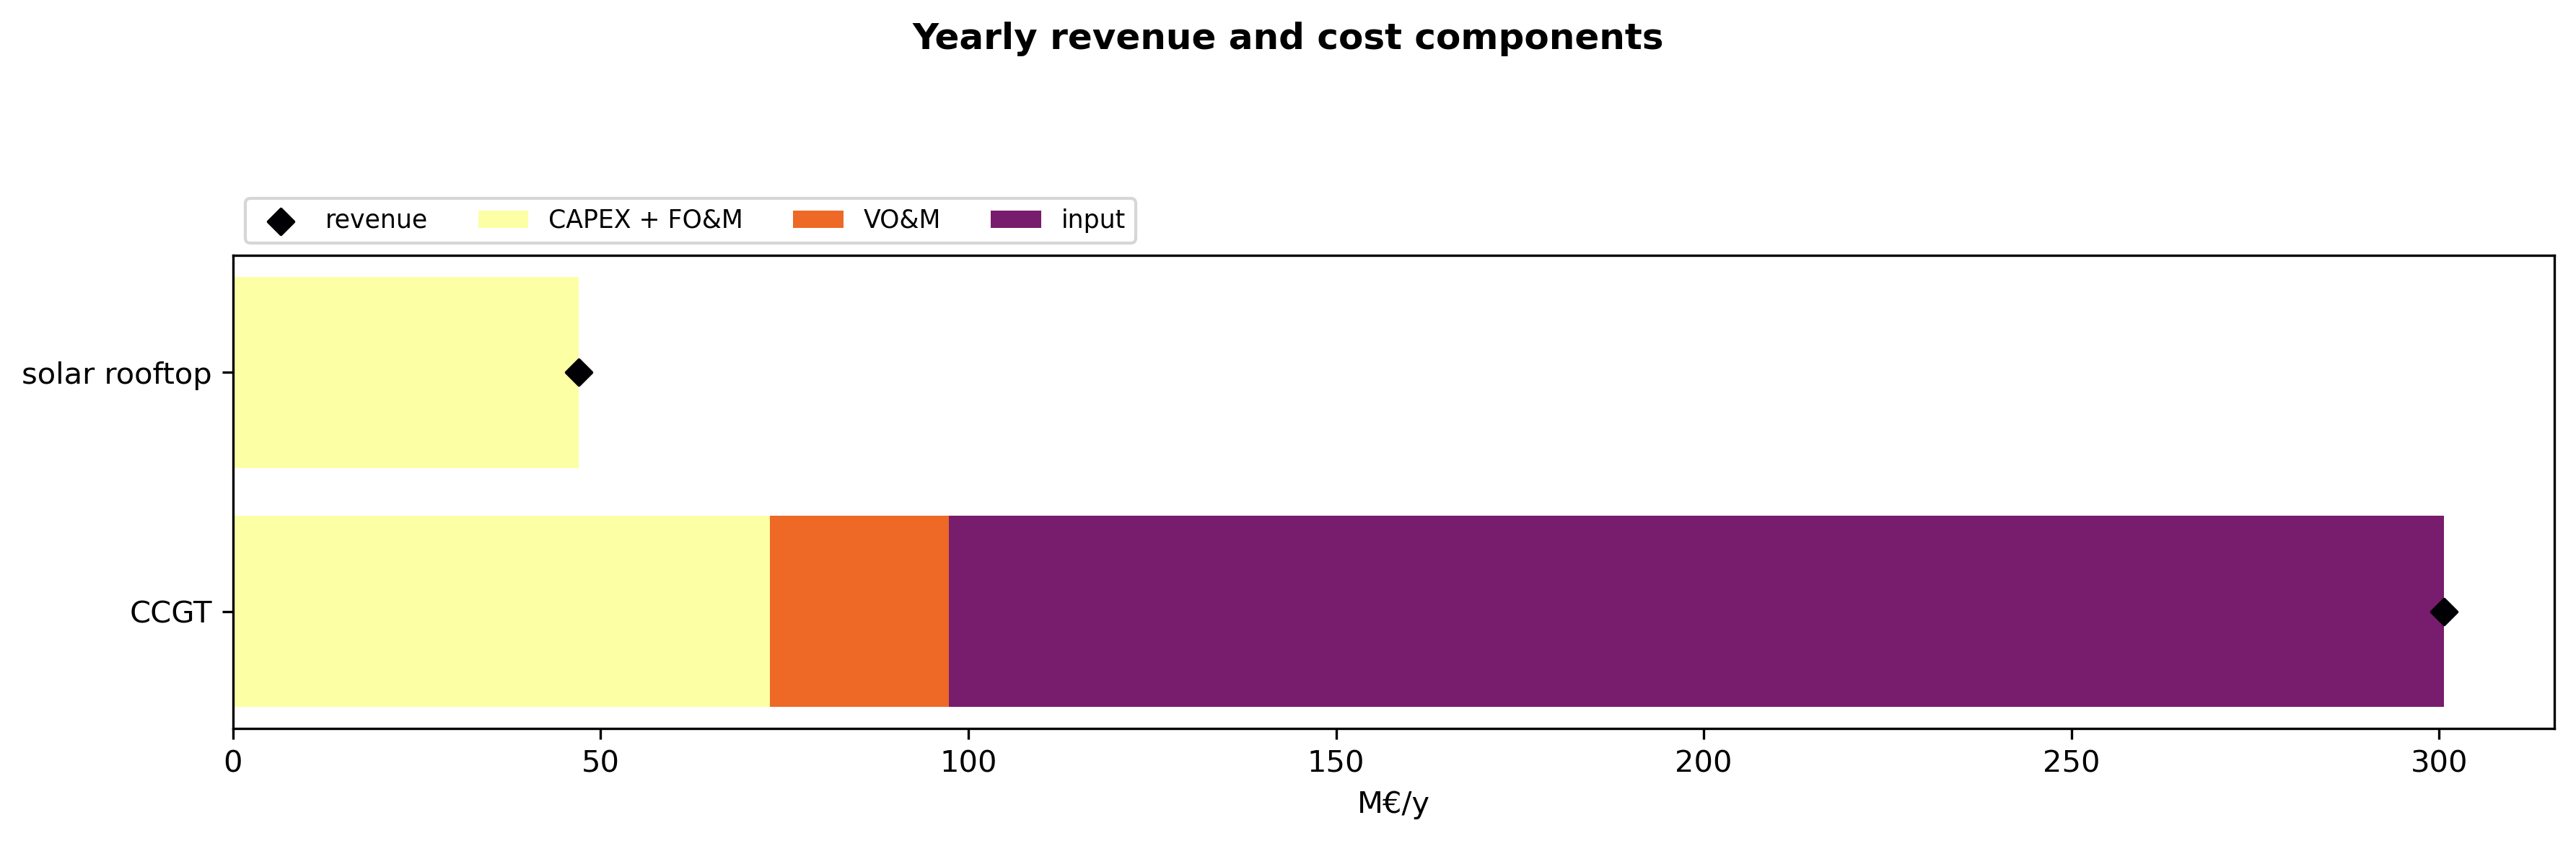 Yearly revenue and cost components
revenue CAPEX + FO&M VO&M input
solar rooftop
CCGT
0 50 100 150 200 250 300
M€/y